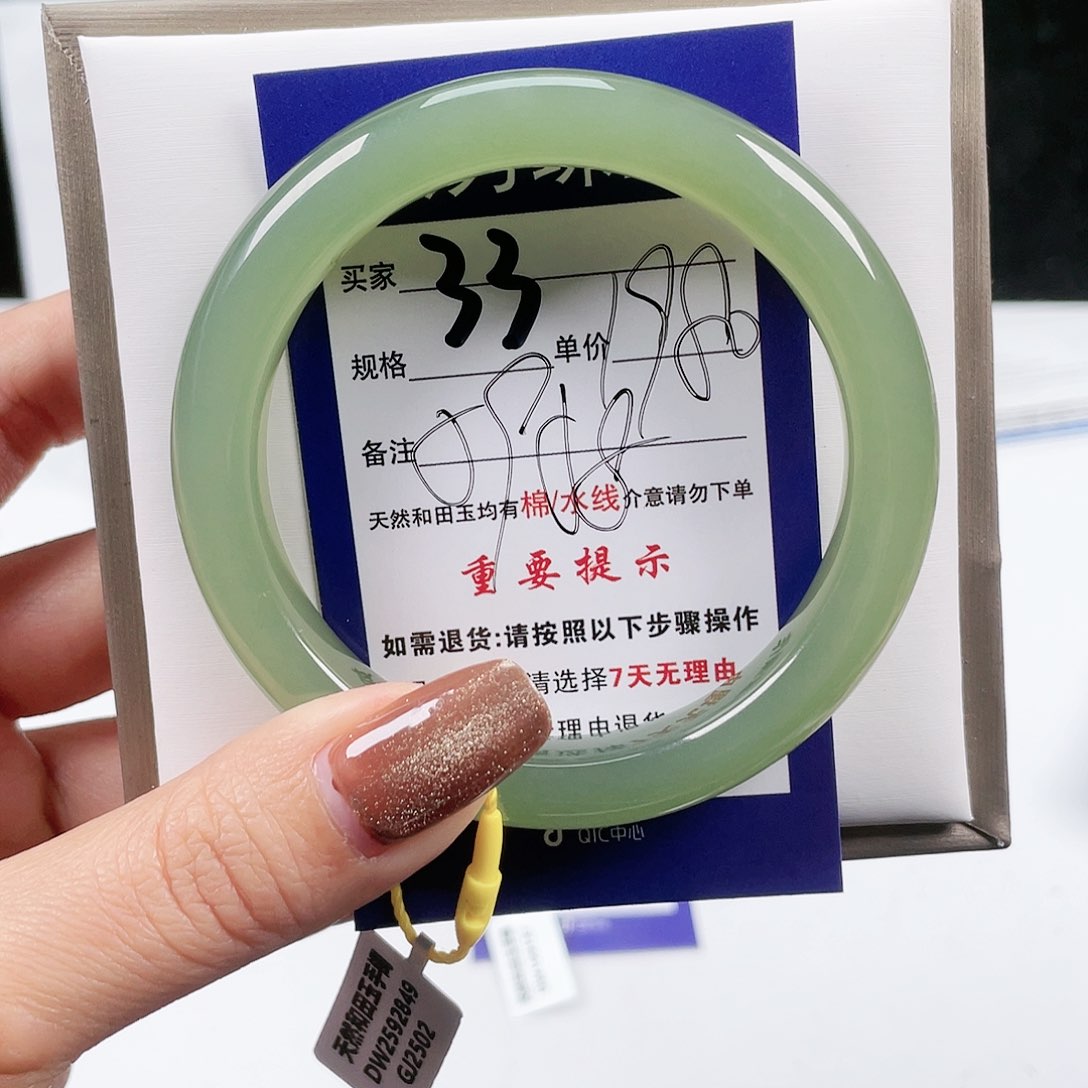 买家 33
规格 单价 198
备注
天然和田玉均有棉/水线介意请勿下单
重要提示
如需退货:请按照以下步骤操作
请选择7天无理由
理由退货
QIC中心
天然和田玉手镯
DW2592849
GJ2502